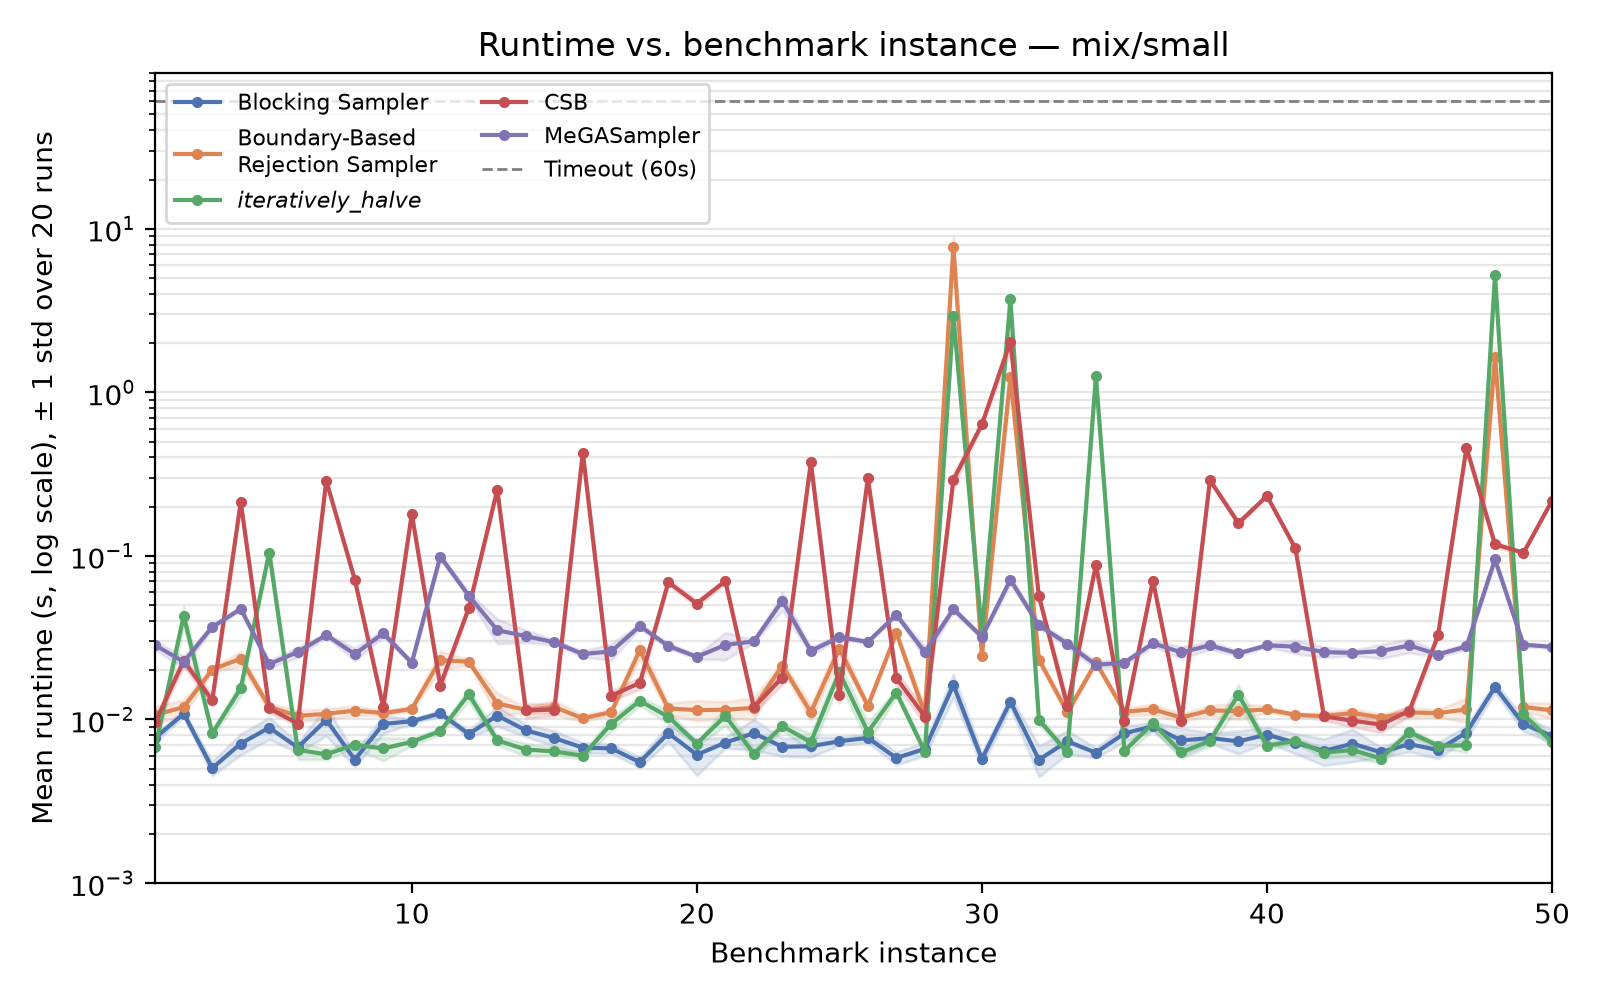 Runtime vs. benchmark instance — mix/small
Blocking Sampler
Boundary-Based
Rejection Sampler
iteratively_halve
CSB
MeGASampler
Timeout (60s)
Mean runtime (s, log scale), ± 1 std over 20 runs
10¹
10⁰
10⁻¹
10⁻²
10⁻³
10
20
30
40
50
Benchmark instance